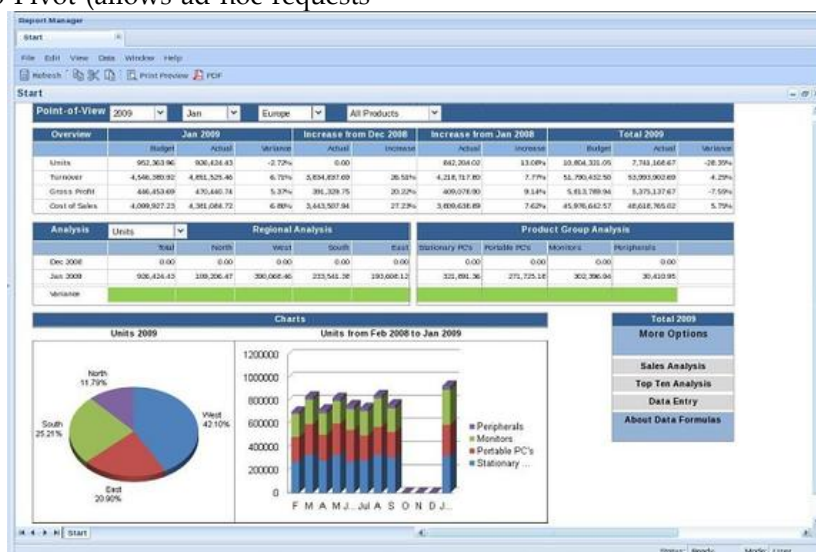 Pivot (allows ad-hoc requests
Report Manager
Start
File Edit View Data Window Help
Refresh Print Preview PDF
Start
Point-of-View 2009 Jan Europe All Products
Overview Jan 2009 Increase from Dec 2008 Increase from Jan 2008 Total 2009
Budget Actual Variance Actual Increase Actual Increase Budget Actual Variance
Units 952,363.96 926,424.43 -2.72% 0.00 842,204.02 13.08% 10,804,331.05 7,741,168.67 -28.35%
Turnover 4,546,380.92 4,851,525.46 6.71% 3,834,837.69 26.51% 4,218,717.80 7.77% 51,790,432.50 53,993,902.69 4.25%
Gross Profit 446,453.69 470,440.74 5.37% 391,329.75 20.22% 409,078.90 9.14% 5,813,789.94 5,375,137.67 -7.55%
Cost of Sales 4,099,927.23 4,381,084.72 6.86% 3,443,507.94 27.23% 3,809,638.89 7.62% 45,976,642.57 48,618,765.02 5.75%
Analysis Units Regional Analysis Product Group Analysis
Total North West South East Stationary PC's Portable PC's Monitors Peripherals
Dec 2008 0.00 0.00 0.00 0.00 0.00 0.00 0.00 0.00 0.00
Jan 2009 926,424.43 109,206.47 390,068.46 233,541.38 193,608.12 321,891.36 271,725.18 302,396.94 30,410.95
Variance
Charts
Total 2009
Units 2009 Units from Feb 2008 to Jan 2009
More Options
Sales Analysis
Top Ten Analysis
Data Entry
About Data Formulas
North
11.79%
South
25.21%
West
42.10%
East
20.90%
1200000
1000000
800000
600000
400000
200000
0
F M A M J... Jul A S O N D J...
Peripherals
Monitors
Portable PC's
Stationary ...
Start
Status: Ready Mode: User